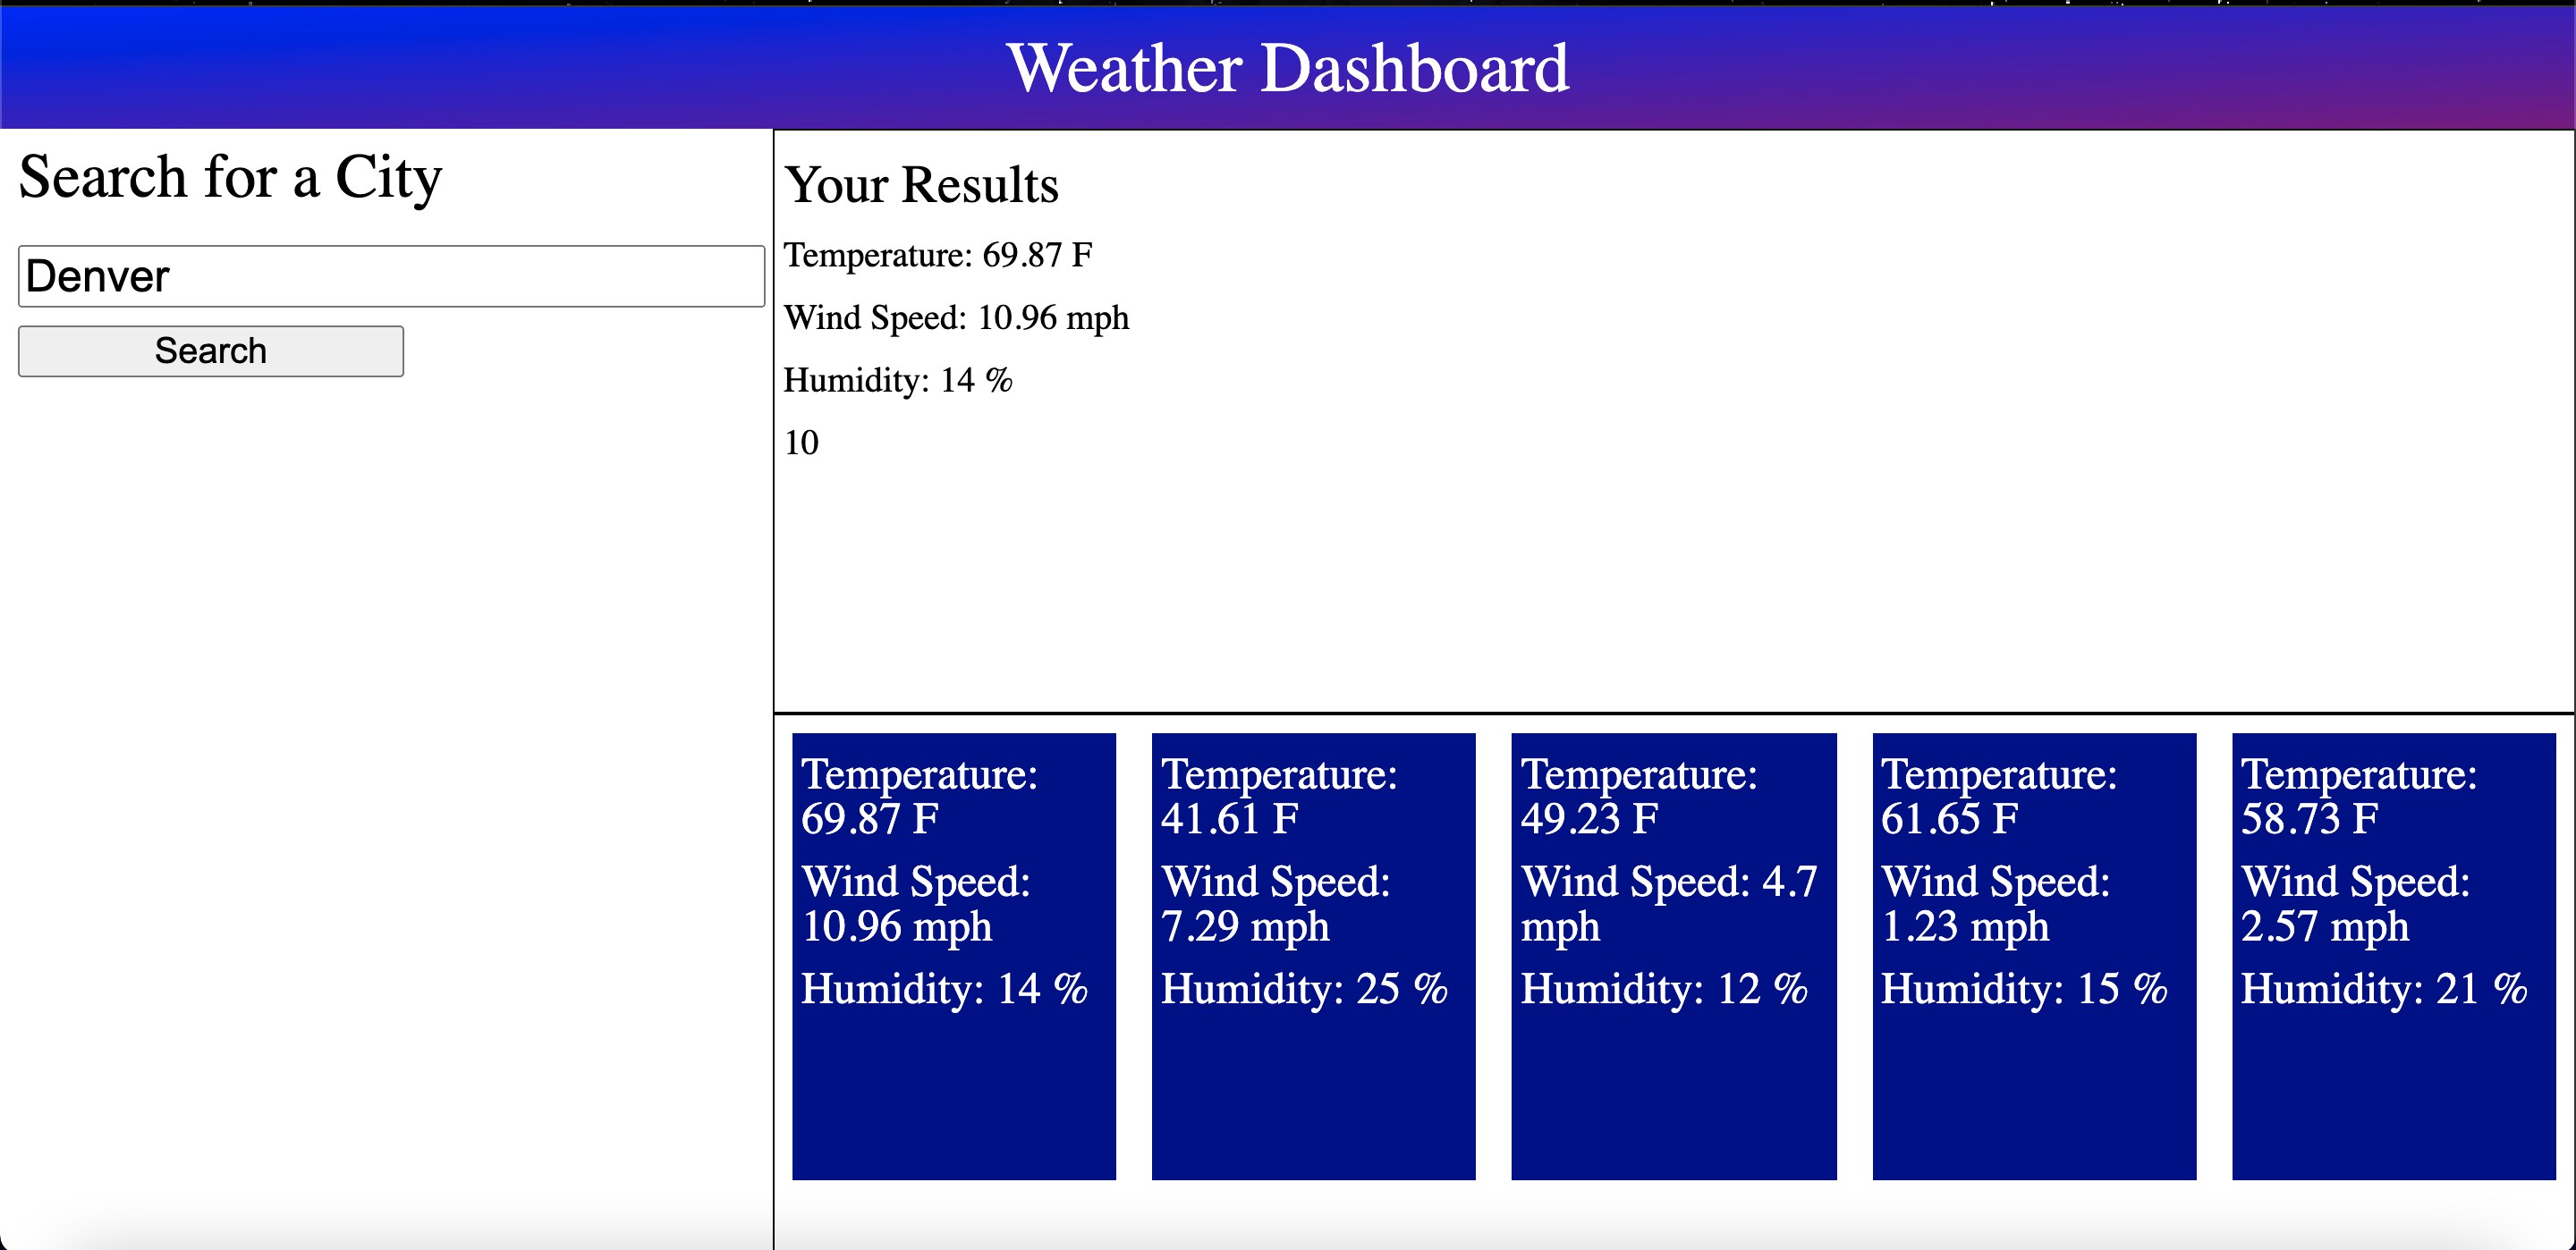 Weather Dashboard
Search for a City
Denver
Search
Your Results
Temperature: 69.87 F
Wind Speed: 10.96 mph
Humidity: 14 %
10
Temperature:
69.87 F
Wind Speed:
10.96 mph
Humidity: 14 %
Temperature:
41.61 F
Wind Speed:
7.29 mph
Humidity: 25 %
Temperature:
49.23 F
Wind Speed: 4.7
mph
Humidity: 12 %
Temperature:
61.65 F
Wind Speed:
1.23 mph
Humidity: 15 %
Temperature:
58.73 F
Wind Speed:
2.57 mph
Humidity: 21 %